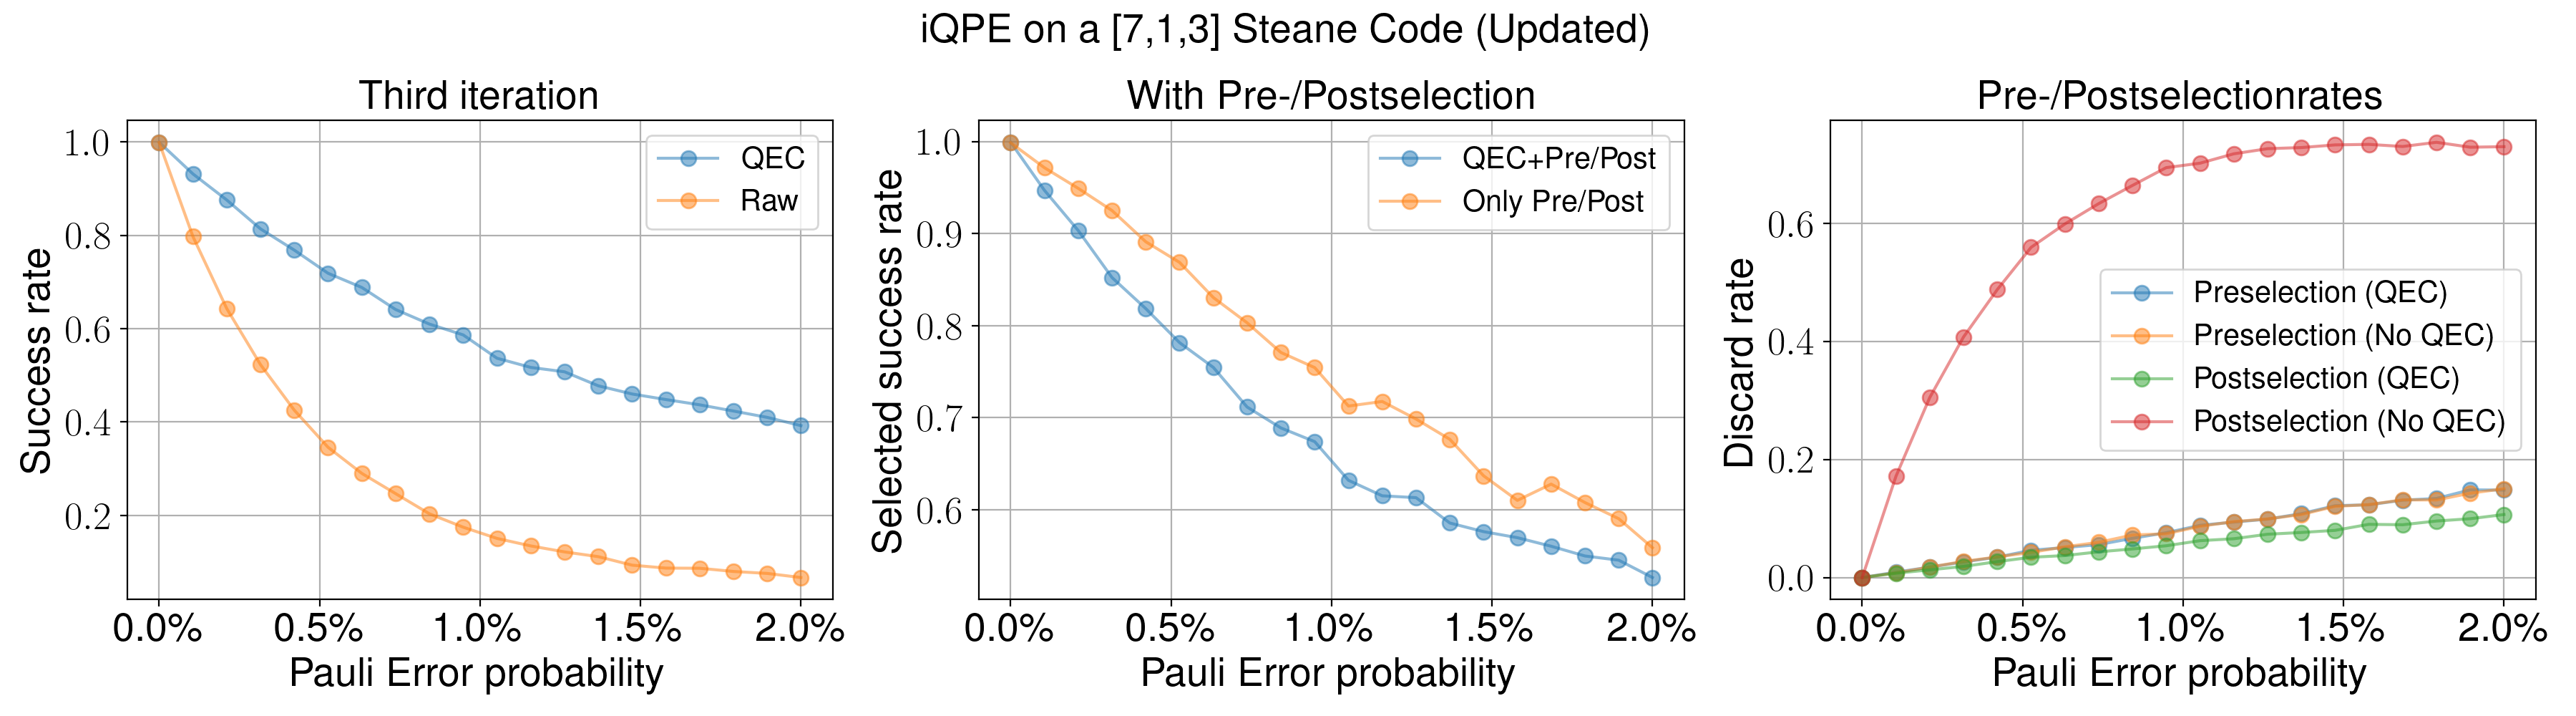 iQPE on a [7,1,3] Steane Code (Updated)
Third iteration
Success rate
1.0
0.8
0.6
0.4
0.2
QEC
Raw
0.0% 0.5% 1.0% 1.5% 2.0%
Pauli Error probability
With Pre-/Postselection
Selected success rate
1.0
0.9
0.8
0.7
0.6
QEC+Pre/Post
Only Pre/Post
0.0% 0.5% 1.0% 1.5% 2.0%
Pauli Error probability
Pre-/Postselectionrates
Discard rate
0.6
0.4
0.2
0.0
Preselection (QEC)
Preselection (No QEC)
Postselection (QEC)
Postselection (No QEC)
0.0% 0.5% 1.0% 1.5% 2.0%
Pauli Error probability